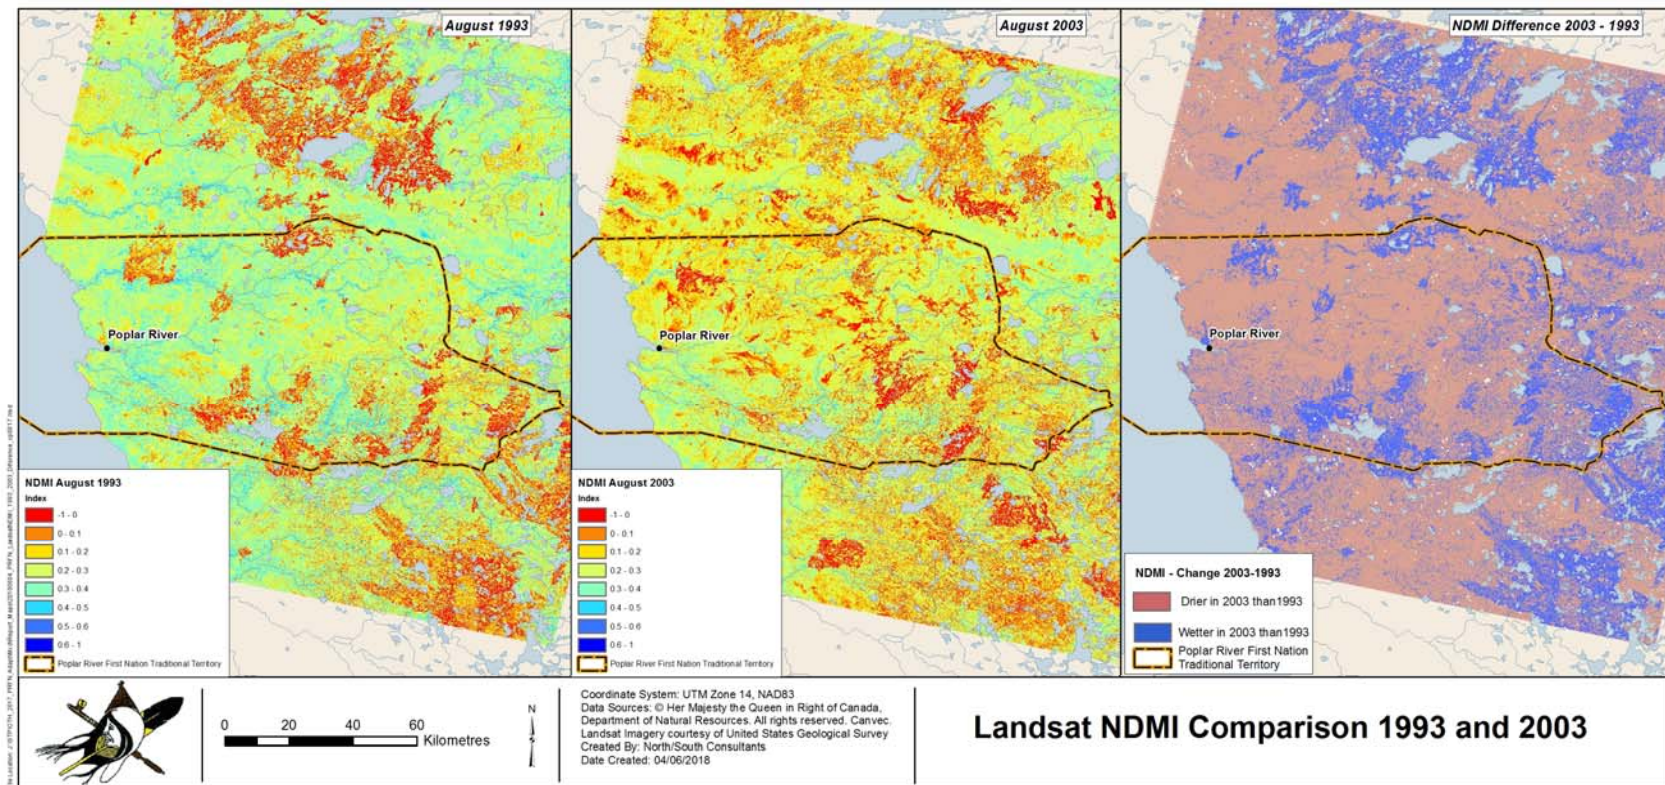 August 1993
August 2003
NDMI Difference 2003 - 1993
Poplar River
Poplar River
Poplar River
NDMI August 1993
Index
-1 - 0
0 - 0.1
0.1 - 0.2
0.2 - 0.3
0.3 - 0.4
0.4 - 0.5
0.5 - 0.6
0.6 - 1
Poplar River First Nation Traditional Territory
NDMI August 2003
Index
-1 - 0
0 - 0.1
0.1 - 0.2
0.2 - 0.3
0.3 - 0.4
0.4 - 0.5
0.5 - 0.6
0.6 - 1
Poplar River First Nation Traditional Territory
NDMI - Change 2003-1993
Drier in 2003 than1993
Wetter in 2003 than1993
Poplar River First Nation
Traditional Territory
0 20 40 60
Kilometres
N
Coordinate System: UTM Zone 14, NAD83
Data Sources: © Her Majesty the Queen in Right of Canada,
Department of Natural Resources. All rights reserved. Canvec.
Landsat Imagery courtesy of United States Geological Survey
Created By: North/South Consultants
Date Created: 04/06/2018
Landsat NDMI Comparison 1993 and 2003